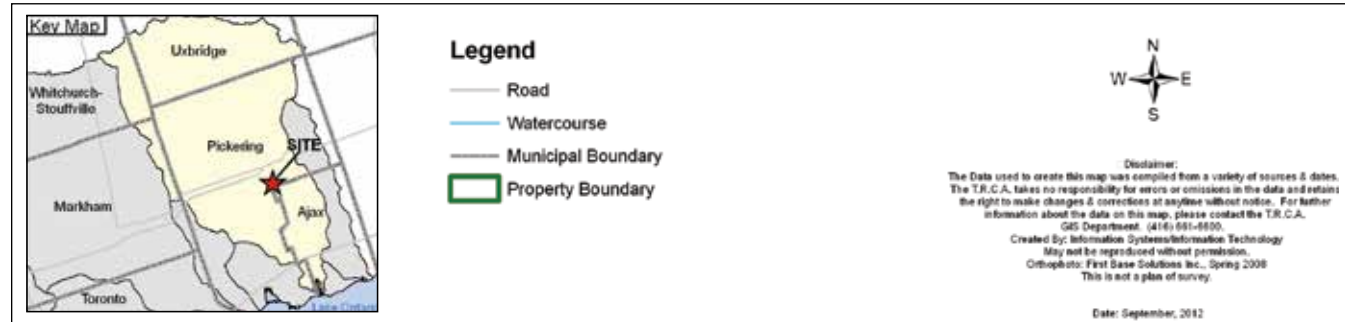 Key Map
Uxbridge
Whitchurch-
Stouffville
Pickering
SITE
Markham
Ajax
Toronto
Lake Ontario
Legend
Road
Watercourse
Municipal Boundary
Property Boundary
N
W
E
S
Disclaimer:
The Data used to create this map was compiled from a variety of sources & dates.
The T.R.C.A. takes no responsibility for errors or omissions in the data and retains
the right to make changes & corrections at anytime without notice. For further
information about the data on this map, please contact the T.R.C.A.
GIS Department. (416) 661-6600.
Created By: Information Systems/Information Technology
May not be reproduced without permission.
Orthophoto: First Base Solutions Inc., Spring 2008
This is not a plan of survey.
Date: September, 2012